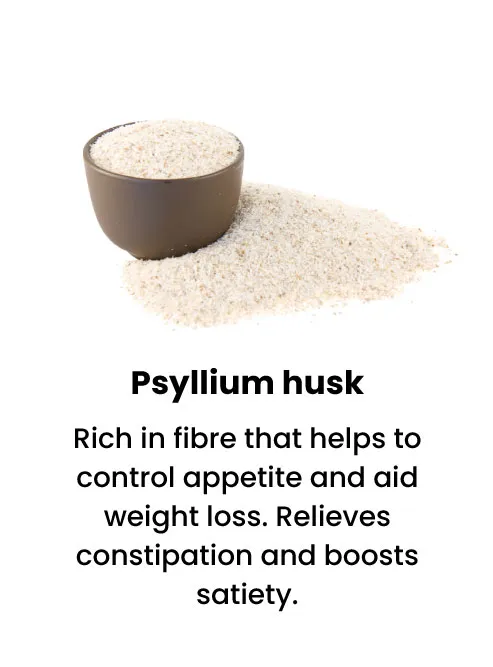 Psyllium husk
Rich in fibre that helps to
control appetite and aid
weight loss. Relieves
constipation and boosts
satiety.